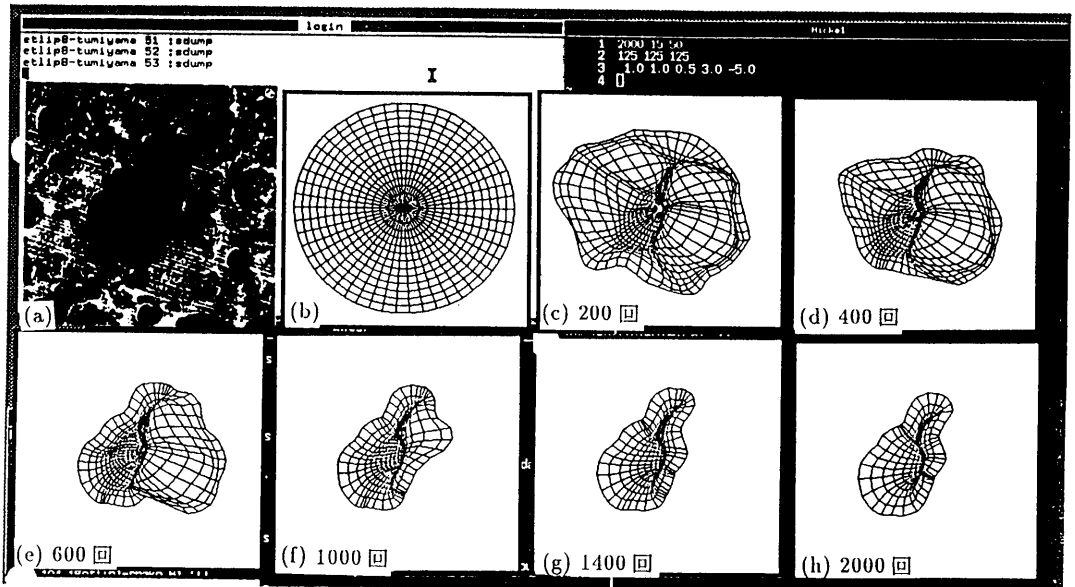 login
etlip8-tumiyama 51 :sdump
etlip8-tumiyama 52 :sdump
etlip8-tumiyama 53 :sdump
1 2000 15 50
2 125 125 125
3 1.0 1.0 0.5 3.0 -5.0
4
(a)
(b)
(c) 200 回
(d) 400 回
(e) 600 回
(f) 1000 回
(g) 1400 回
(h) 2000 回